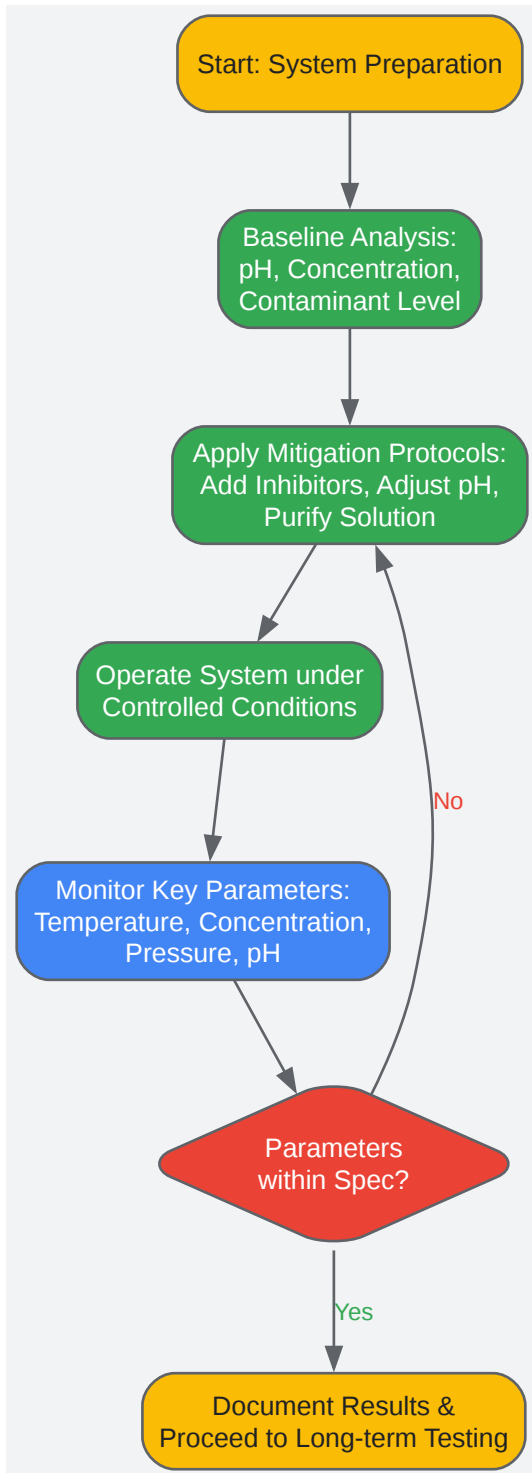 Start: System Preparation
Baseline Analysis:
pH, Concentration,
Contaminant Level
Apply Mitigation Protocols:
Add Inhibitors, Adjust pH,
Purify Solution
Operate System under
Controlled Conditions
No
Monitor Key Parameters:
Temperature, Concentration,
Pressure, pH
Parameters
within Spec?
Yes
Document Results &
Proceed to Long-term Testing